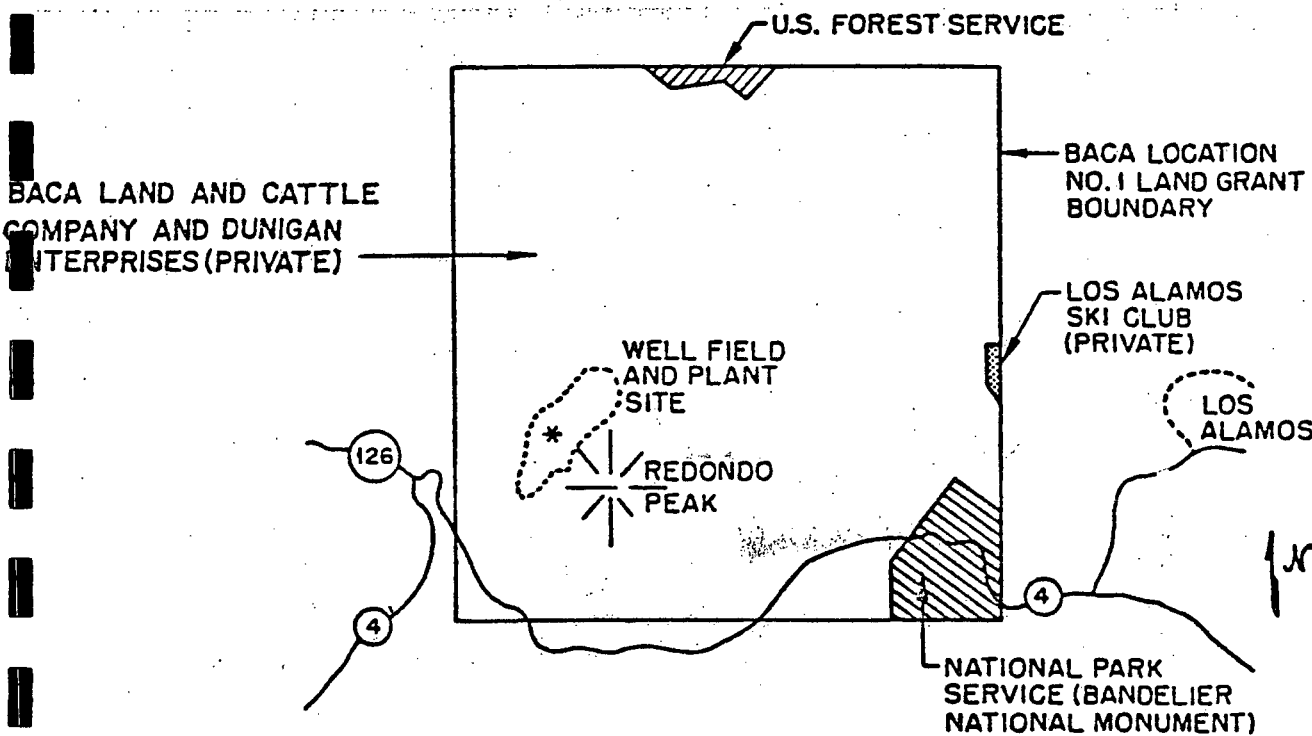 U.S. FOREST SERVICE
BACA LOCATION
NO. 1 LAND GRANT
BOUNDARY
BACA LAND AND CATTLE
COMPANY AND DUNIGAN
ENTERPRISES (PRIVATE)
LOS ALAMOS
SKI CLUB
(PRIVATE)
WELL FIELD
AND PLANT
SITE
*
LOS
ALAMOS
126
REDONDO
PEAK
N
4
4
NATIONAL PARK
SERVICE (BANDELIER
NATIONAL MONUMENT)